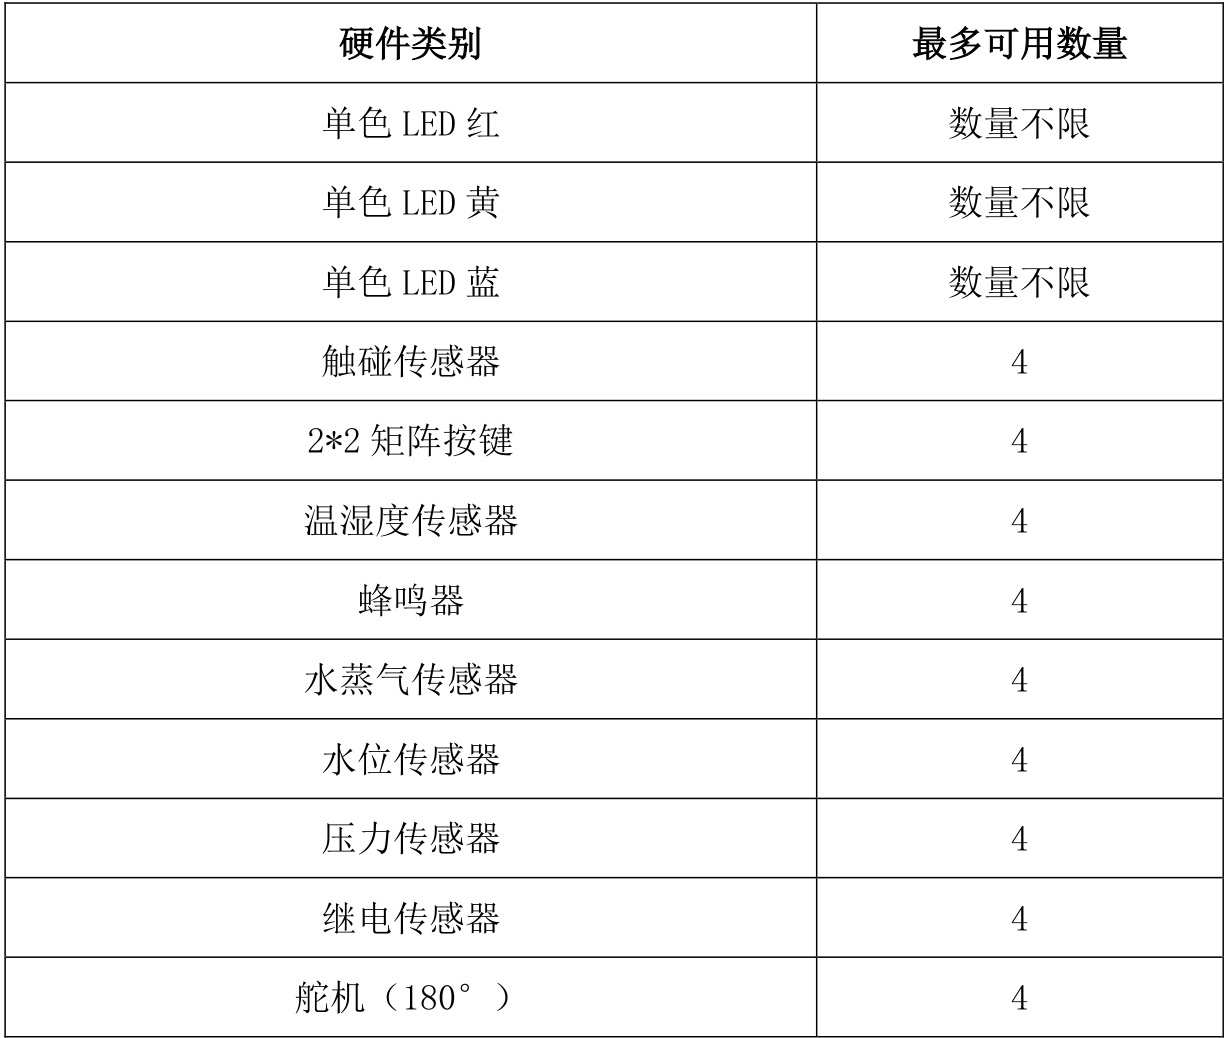 硬件类别 最多可用数量
单色 LED 红 数量不限
单色 LED 黄 数量不限
单色 LED 蓝 数量不限
触碰传感器 4
2*2 矩阵按键 4
温湿度传感器 4
蜂鸣器 4
水蒸气传感器 4
水位传感器 4
压力传感器 4
继电传感器 4
舵机（180°） 4